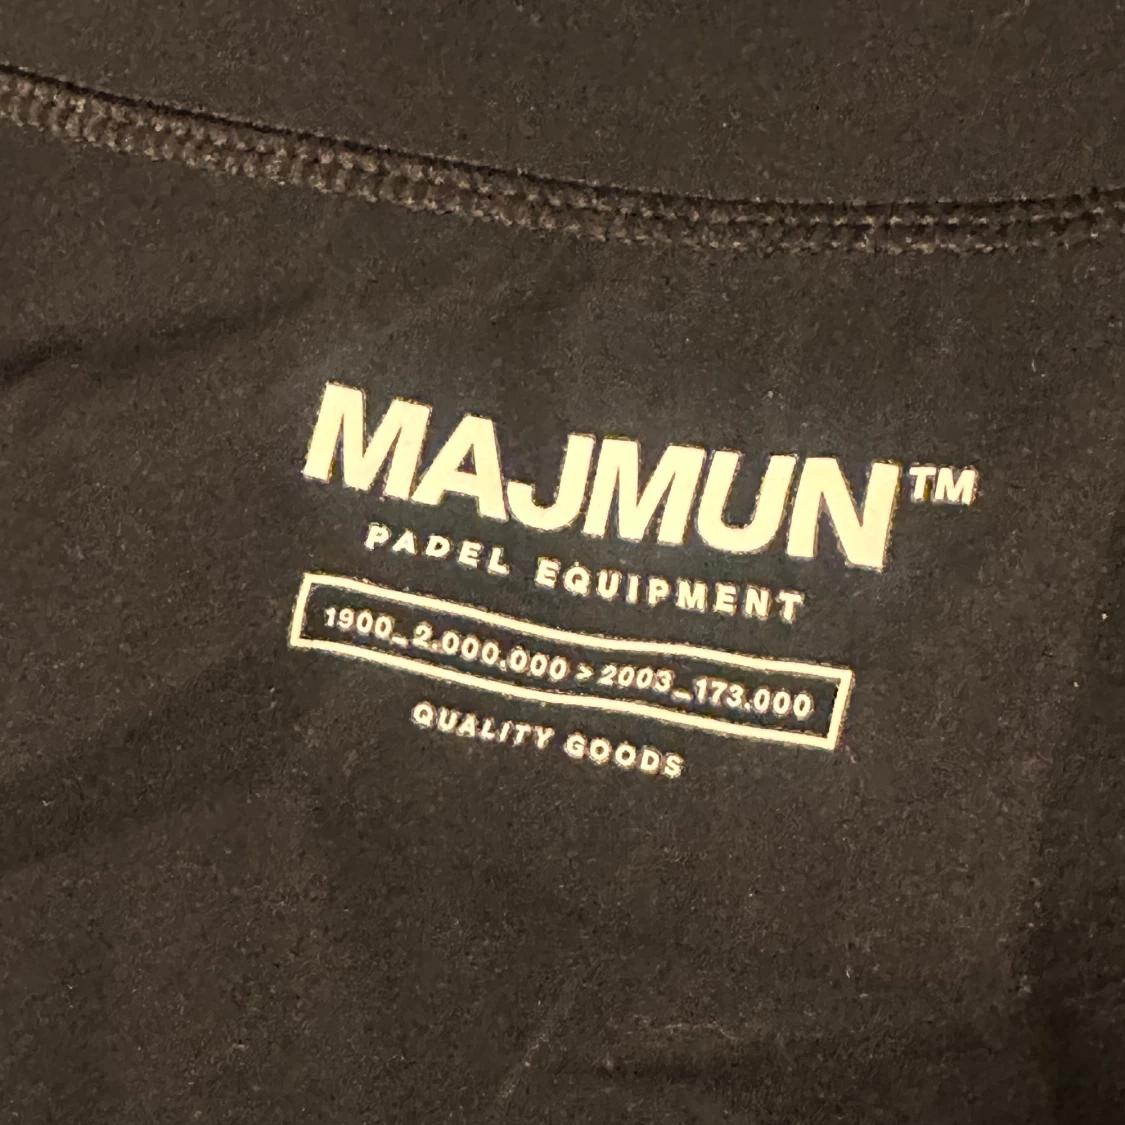 MAJMUN™
PADEL EQUIPMENT
1900_2.000.000 > 2003_173.000
QUALITY GOODS